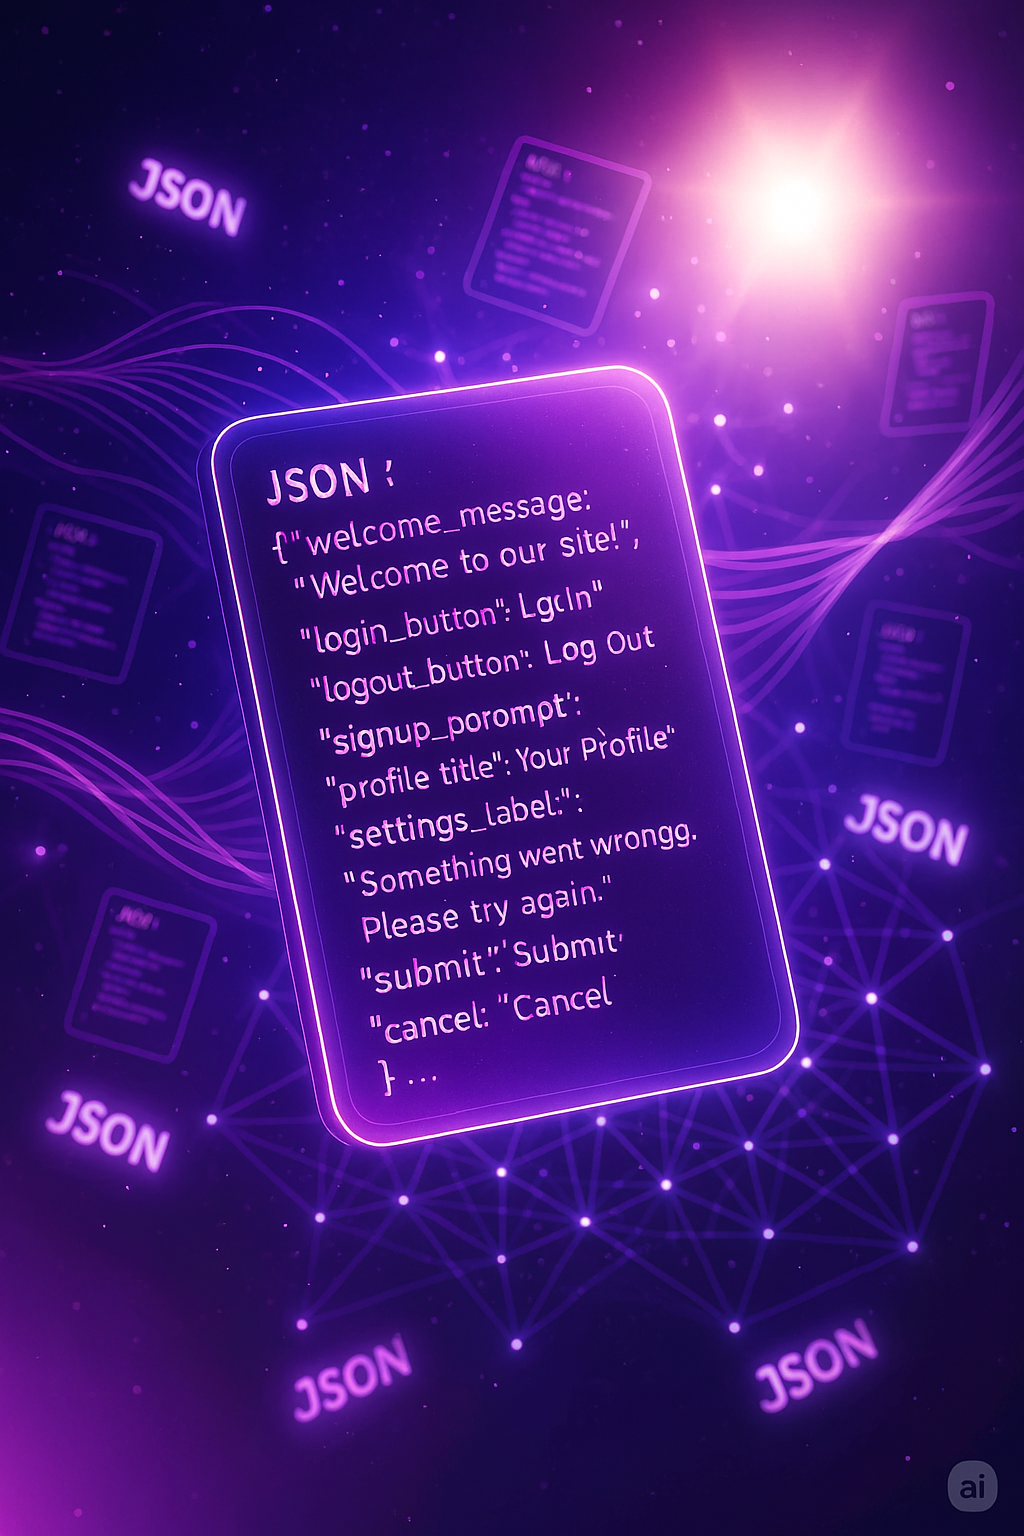 JSON
JSON :
{"welcome_message:
"Welcome to our site!",
"login_button": LgcIn"
"logout_button": Log Out
"signup_porompt':
"profile title": Your Profile"
"settings_label:":
"Something went wrongg.
Please try again."
"submit":' Submit'
"cancel: "Cancel
} ...
JSON
JSON
JSON
JSON
ai